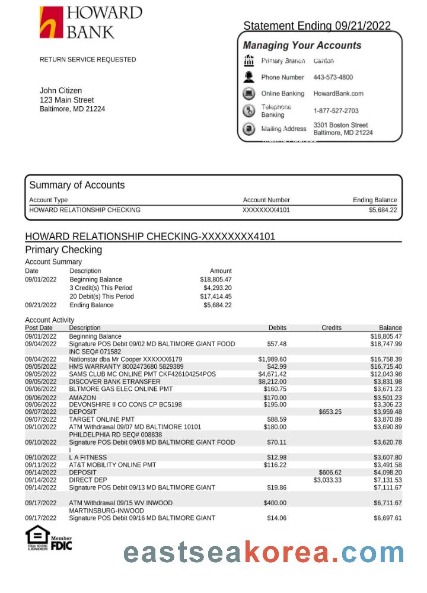 HOWARD
BANK
RETURN SERVICE REQUESTED
John Citizen
123 Main Street
Baltimore, MD 21224
Statement Ending 09/21/2022
Managing Your Accounts
Primary Branch Canton
Phone Number 443-573-4800
Online Banking HowardBank.com
Telephone Banking 1-877-527-2703
Mailing Address 3301 Boston Street
Baltimore, MD 21224
Summary of Accounts
Account Type Account Number Ending Balance
HOWARD RELATIONSHIP CHECKING XXXXXXXX4101 $5,684.22
HOWARD RELATIONSHIP CHECKING-XXXXXXXX4101
Primary Checking
Account Summary
Date Description Amount
09/01/2022 Beginning Balance $18,805.47
3 Credit(s) This Period $4,293.20
20 Debit(s) This Period $17,414.45
09/21/2022 Ending Balance $5,684.22
Account Activity
Post Date Description Debits Credits Balance
09/01/2022 Beginning Balance $18,805.47
09/04/2022 Signature POS Debit 09/02 MD BALTIMORE GIANT FOOD $57.48 $18,747.99
INC SEQ# 071582
09/04/2022 Nationstar dba Mr Cooper XXXXXX6179 $1,989.60 $16,758.39
09/05/2022 HMS WARRANTY 8002473680 5829389 $42.99 $16,715.40
09/05/2022 SAMS CLUB MC ONLINE PMT CKF426104254POS $4,671.42 $12,043.98
09/05/2022 DISCOVER BANK ETRANSFER $8,212.00 $3,831.98
09/06/2022 BLTIMORE GAS ELEC ONLINE PMT $160.75 $3,671.23
09/06/2022 AMAZON $170.00 $3,501.23
09/06/2022 DEVONSHIRE II CO CONS CP BC5198 $195.00 $3,306.23
09/07/2022 DEPOSIT $653.25 $3,959.48
09/07/2022 TARGET ONLINE PMT $88.59 $3,870.89
09/10/2022 ATM Withdrawal 09/07 MD BALTIMORE 10101 $180.00 $3,690.89
PHILDELPHIA RD SEQ# 008838
09/10/2022 Signature POS Debit 09/08 MD BALTIMORE GIANT FOOD $70.11 $3,620.78
I
09/10/2022 L A FITNESS $12.98 $3,607.80
09/11/2022 AT&T MOBILITY ONLINE PMT $116.22 $3,491.58
09/14/2022 DEPOSIT $606.62 $4,098.20
09/14/2022 DIRECT DEP $3,033.33 $7,131.53
09/14/2022 Signature POS Debit 09/13 MD BALTIMORE GIANT $19.86 $7,111.67
09/17/2022 ATM Withdrawal 09/15 WV INWOOD $400.00 $6,711.67
MARTINSBURG-INWOOD
09/17/2022 Signature POS Debit 09/16 MD BALTIMORE GIANT $14.06 $6,697.61
Member
FDIC
eastseakorea.com